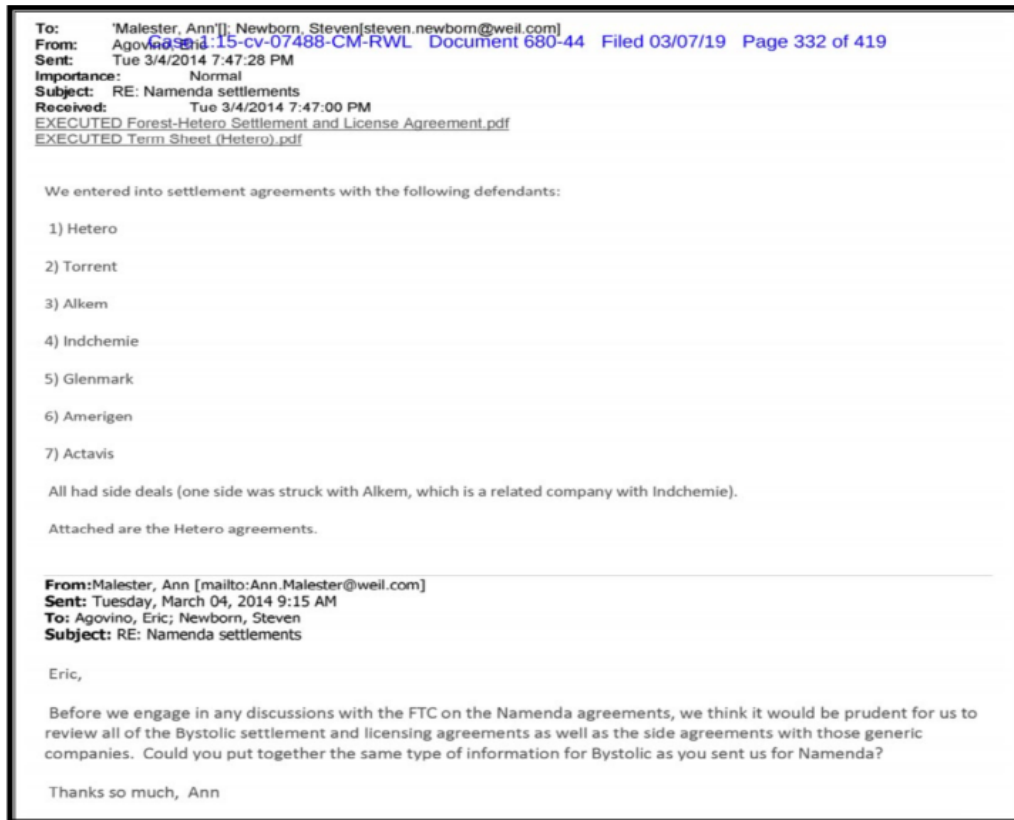 To: 'Malester, Ann'[]; Newborn, Steven[steven.newborn@weil.com]
From: Agovino, Eric
Case 1:15-cv-07488-CM-RWL Document 680-44 Filed 03/07/19 Page 332 of 419
Sent: Tue 3/4/2014 7:47:28 PM
Importance: Normal
Subject: RE: Namenda settlements
Received: Tue 3/4/2014 7:47:00 PM
EXECUTED Forest-Hetero Settlement and License Agreement.pdf
EXECUTED Term Sheet (Hetero).pdf
We entered into settlement agreements with the following defendants:
1) Hetero
2) Torrent
3) Alkem
4) Indchemie
5) Glenmark
6) Amerigen
7) Actavis
All had side deals (one side was struck with Alkem, which is a related company with Indchemie).
Attached are the Hetero agreements.
From:Malester, Ann [mailto:Ann.Malester@weil.com]
Sent: Tuesday, March 04, 2014 9:15 AM
To: Agovino, Eric; Newborn, Steven
Subject: RE: Namenda settlements
Eric,
Before we engage in any discussions with the FTC on the Namenda agreements, we think it would be prudent for us to
review all of the Bystolic settlement and licensing agreements as well as the side agreements with those generic
companies. Could you put together the same type of information for Bystolic as you sent us for Namenda?
Thanks so much, Ann